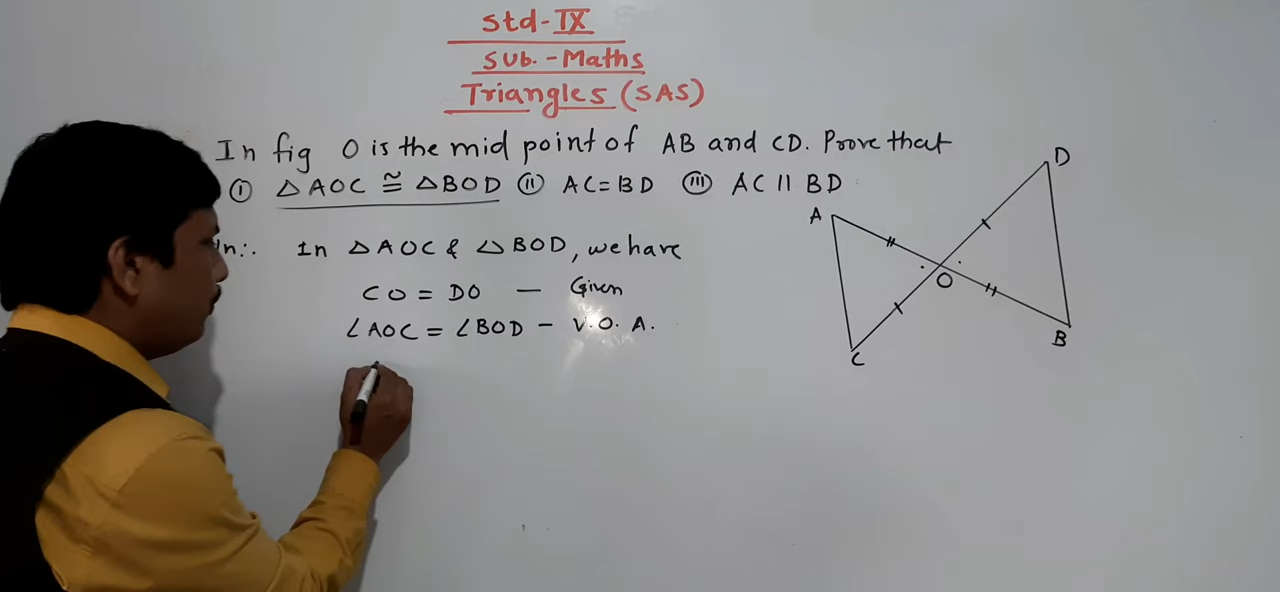 Std-IX
Sub.-Maths
Triangles (SAS)
In fig O is the mid point of AB and CD. Prove that
(i) △AOC ≅ △BOD (ii) AC=BD (iii) AC || BD
In △AOC & △BOD, we have
CO = DO — Given
∠AOC = ∠BOD - V.O.A.
D
A
O
B
C